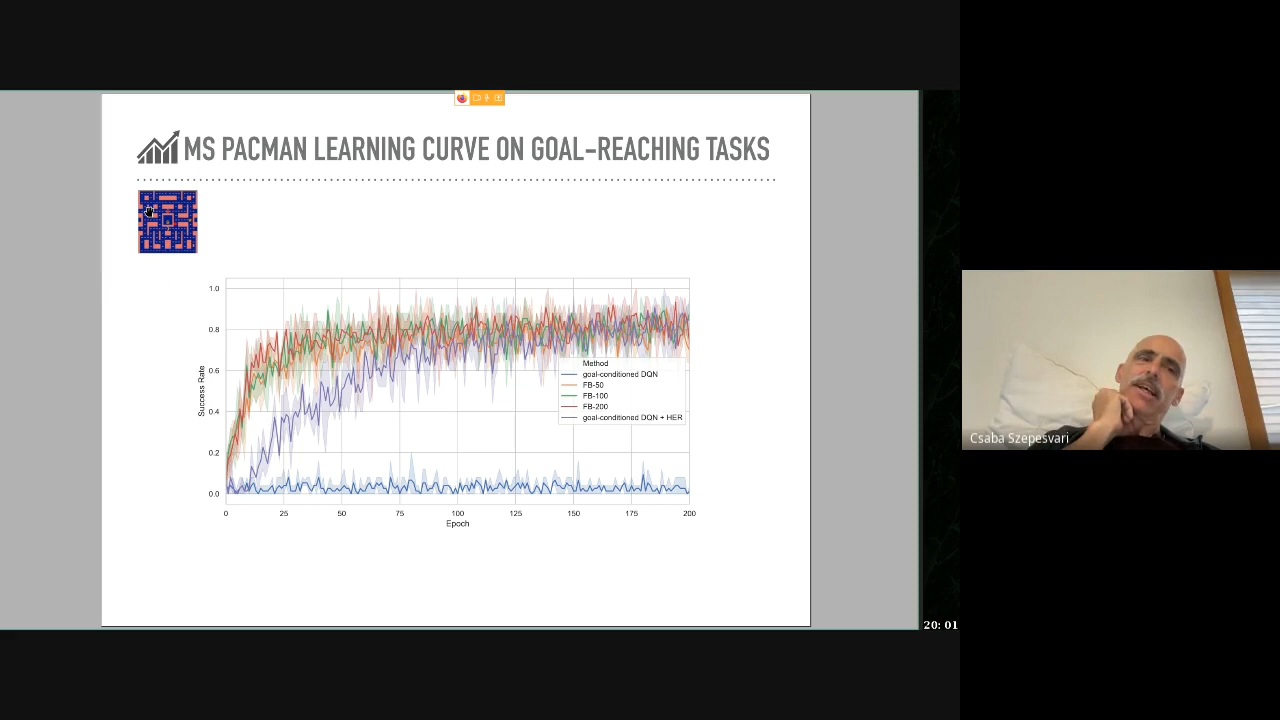 MS PACMAN LEARNING CURVE ON GOAL-REACHING TASKS
1.0
0.8
0.6
0.4
0.2
0.0
Success Rate
0 25 50 75 100 125 150 175 200
Epoch
Method
goal-conditioned DQN
FB-50
FB-100
FB-200
goal-conditioned DQN + HER
Csaba Szepesvari
20: 01